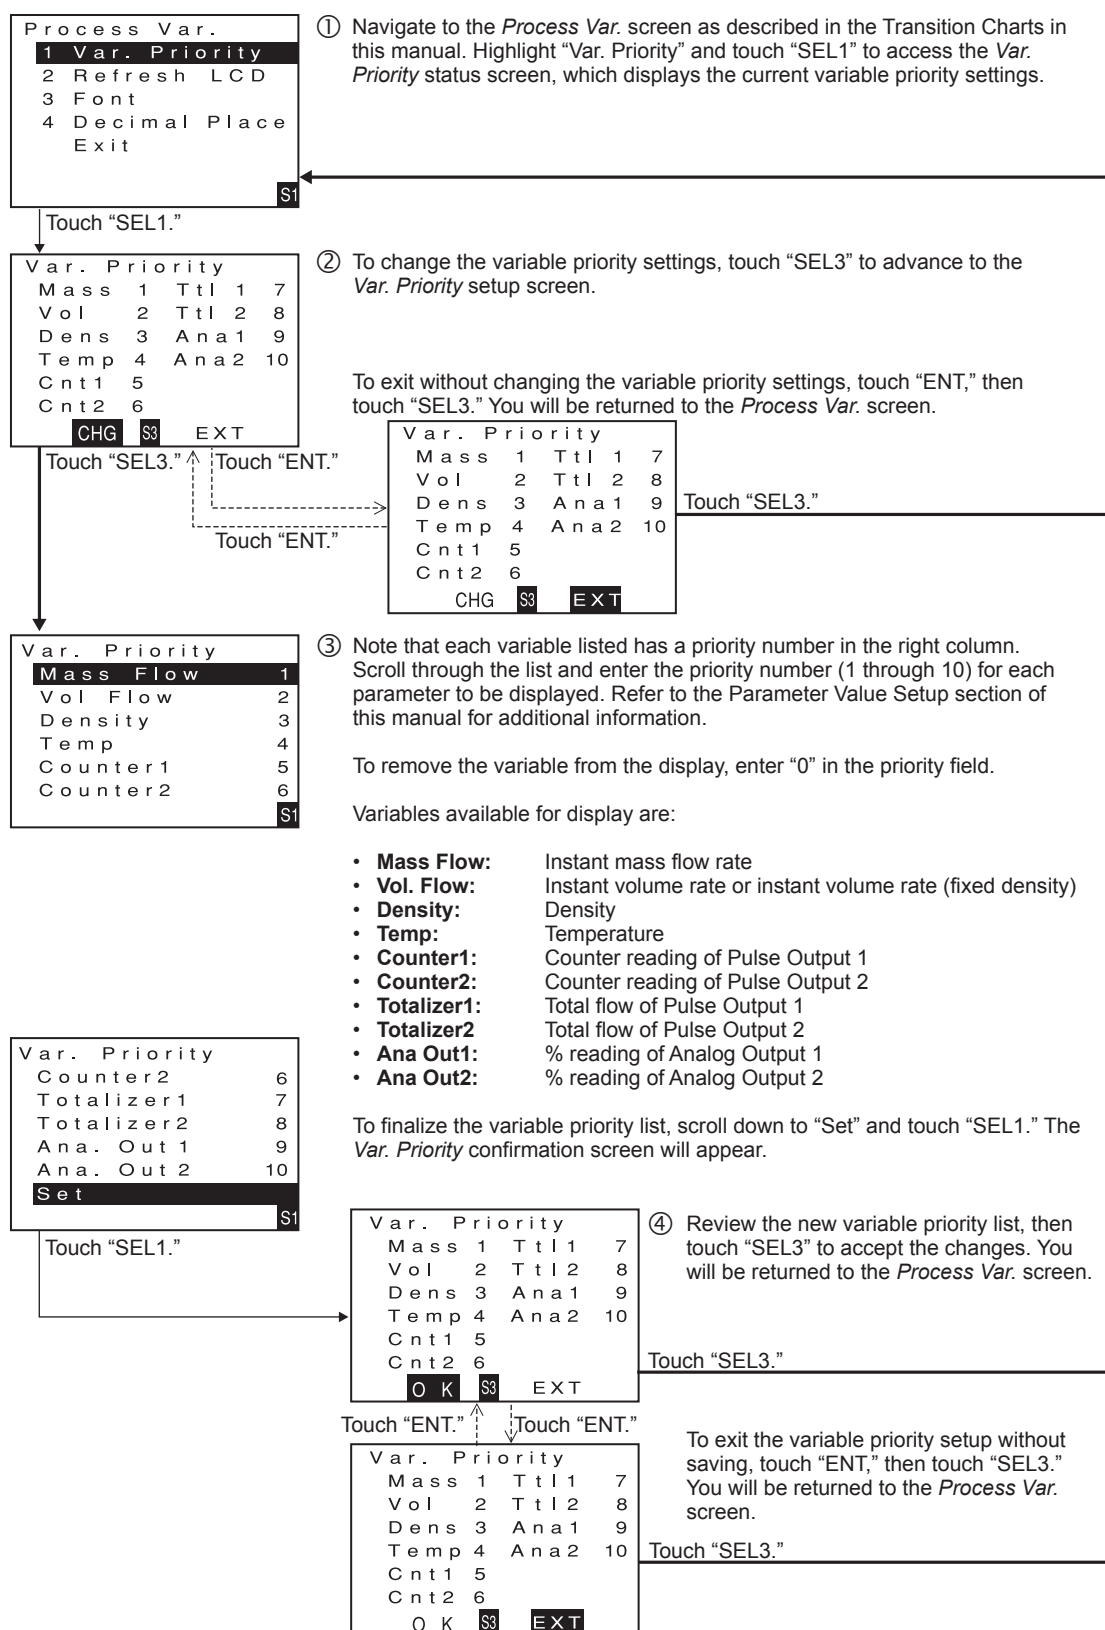 Process Var.
1 Var. Priority
2 Refresh LCD
3 Font
4 Decimal Place
Exit
S1
① Navigate to the Process Var. screen as described in the Transition Charts in
this manual. Highlight “Var. Priority” and touch “SEL1” to access the Var.
Priority status screen, which displays the current variable priority settings.
Touch “SEL1.”
Var. Priority
Mass 1 Ttl 1 7
Vol 2 Ttl 2 8
Dens 3 Ana1 9
Temp 4 Ana2 10
Cnt1 5
Cnt2 6
CHG S3 EXT
② To change the variable priority settings, touch “SEL3” to advance to the
Var. Priority setup screen.
To exit without changing the variable priority settings, touch “ENT,” then
touch “SEL3.” You will be returned to the Process Var. screen.
Touch “SEL3.”
Touch “ENT.”
Touch “ENT.”
Var. Priority
Mass 1 Ttl 1 7
Vol 2 Ttl 2 8
Dens 3 Ana1 9
Temp 4 Ana2 10
Cnt1 5
Cnt2 6
CHG S3 EXT
Touch “SEL3.”
Var. Priority
Mass Flow 1
Vol Flow 2
Density 3
Temp 4
Counter1 5
Counter2 6
S1
③ Note that each variable listed has a priority number in the right column.
Scroll through the list and enter the priority number (1 through 10) for each
parameter to be displayed. Refer to the Parameter Value Setup section of
this manual for additional information.
To remove the variable from the display, enter “0” in the priority field.
Variables available for display are:
• Mass Flow: Instant mass flow rate
• Vol. Flow: Instant volume rate or instant volume rate (fixed density)
• Density: Density
• Temp: Temperature
• Counter1: Counter reading of Pulse Output 1
• Counter2: Counter reading of Pulse Output 2
• Totalizer1: Total flow of Pulse Output 1
• Totalizer2 Total flow of Pulse Output 2
• Ana Out1: % reading of Analog Output 1
• Ana Out2: % reading of Analog Output 2
Var. Priority
Counter2 6
Totalizer1 7
Totalizer2 8
Ana. Out1 9
Ana. Out2 10
Set
S1
To finalize the variable priority list, scroll down to “Set” and touch “SEL1.” The
Var. Priority confirmation screen will appear.
Touch “SEL1.”
Var. Priority
Mass 1 Ttl1 7
Vol 2 Ttl2 8
Dens 3 Ana1 9
Temp 4 Ana2 10
Cnt1 5
Cnt2 6
OK S3 EXT
④ Review the new variable priority list, then
touch “SEL3” to accept the changes. You
will be returned to the Process Var. screen.
Touch “SEL3.”
Touch “ENT.”
Touch “ENT.”
Var. Priority
Mass 1 Ttl1 7
Vol 2 Ttl2 8
Dens 3 Ana1 9
Temp 4 Ana2 10
Cnt1 5
Cnt2 6
OK S3 EXT
To exit the variable priority setup without
saving, touch “ENT,” then touch “SEL3.”
You will be returned to the Process Var.
screen.
Touch “SEL3.”